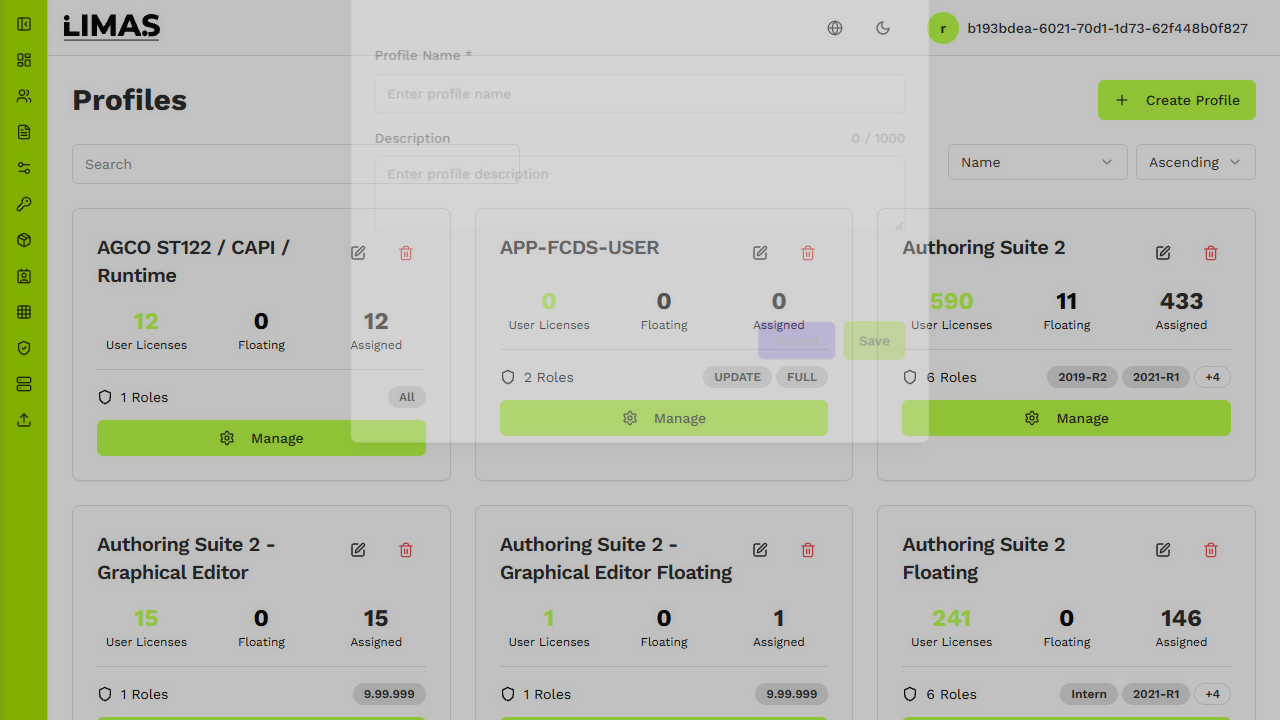 LIMAS
r b193bdea-6021-70d1-1d73-62f448b0f827
Profile Name *
Enter profile name
Description 0 / 1000
Enter profile description
Cancel Save
Profiles
Create Profile
Search
Name Ascending
AGCO ST122 / CAPI /
Runtime
12 0 12
User Licenses Floating Assigned
1 Roles All
Manage
APP-FCDS-USER
0 0 0
User Licenses Floating Assigned
2 Roles UPDATE FULL
Manage
Authoring Suite 2
590 11 433
User Licenses Floating Assigned
6 Roles 2019-R2 2021-R1 +4
Manage
Authoring Suite 2 -
Graphical Editor
15 0 15
User Licenses Floating Assigned
1 Roles 9.99.999
Authoring Suite 2 -
Graphical Editor Floating
1 0 1
User Licenses Floating Assigned
1 Roles 9.99.999
Authoring Suite 2
Floating
241 0 146
User Licenses Floating Assigned
6 Roles Intern 2021-R1 +4